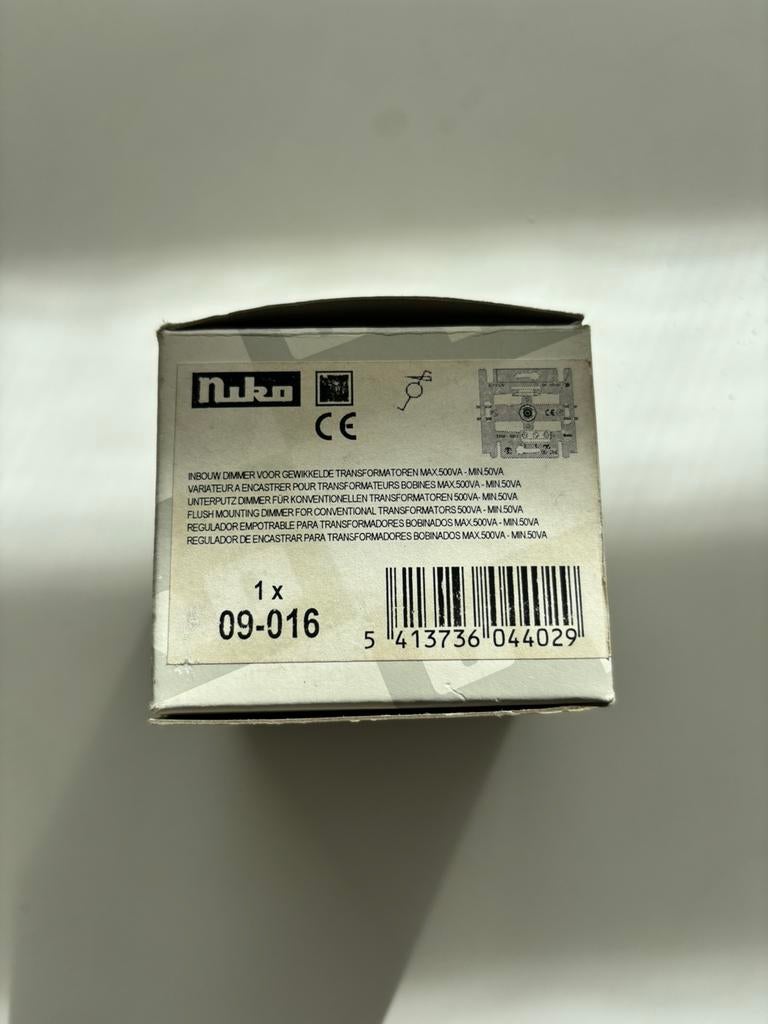 niko
CE
INBOUW DIMMER VOOR GEWIKKELDE TRANSFORMATOREN MAX.500VA - MIN.50VA
VARIATEUR A ENCASTRER POUR TRANSFORMATEURS BOBINES MAX.500VA - MIN.50VA
UNTERPUTZ DIMMER FÜR KONVENTIONELLEN TRANSFORMATOREN 500VA - MIN.50VA
FLUSH MOUNTING DIMMER FOR CONVENTIONAL TRANSFORMATORS 500VA - MIN.50VA
REGULADOR EMPOTRABLE PARA TRANSFORMADORES BOBINADOS MAX.500VA - MIN.50VA
REGULADOR DE ENCASTRAR PARA TRANSFORMADORES BOBINADOS MAX.500VA - MIN.50VA
1 x
09-016
5 413736 044029